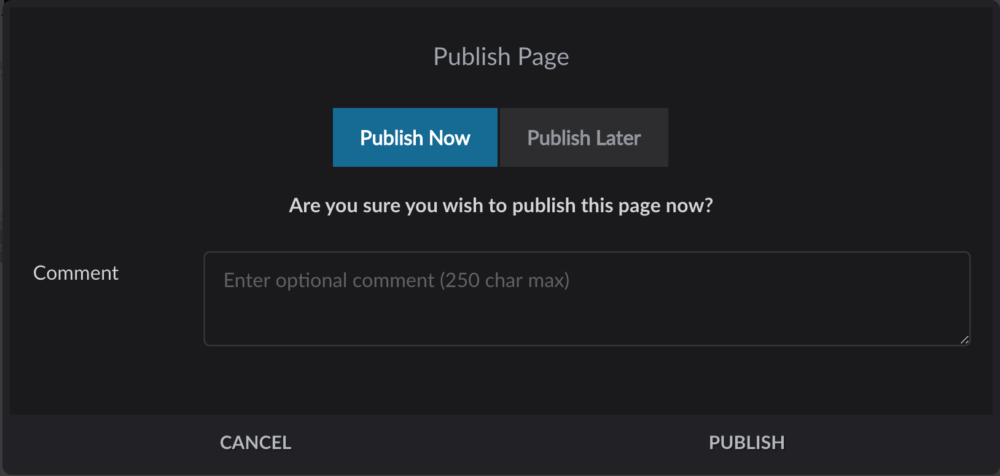 Publish Page
Publish Now
Publish Later
Are you sure you wish to publish this page now?
Comment
Enter optional comment (250 char max)
CANCEL
PUBLISH